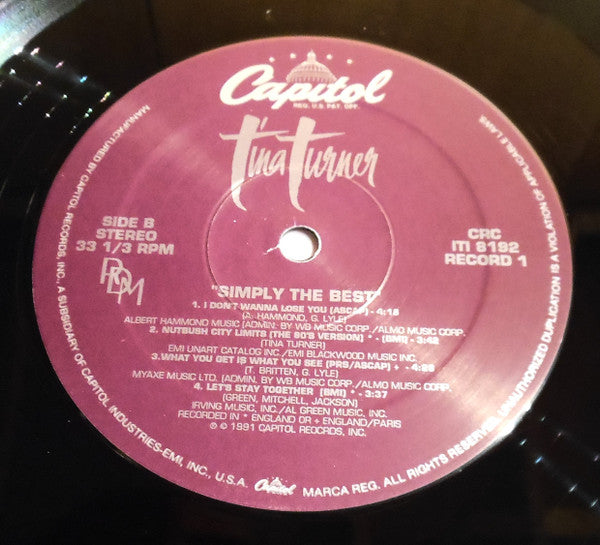 Capitol
REG. U.S. PAT. OFF.
Tina Turner
SIDE B
STEREO
33 1/3 RPM
CRC
ITI 8192
RECORD 1
PDM
"SIMPLY THE BEST"
1. I DON'T WANNA LOSE YOU (ASCAP) - 4:18
(A. HAMMOND, G. LYLE)
ALBERT HAMMOND MUSIC (ADMIN. BY WB MUSIC CORP./ALMO MUSIC CORP.
2. NUTBUSH CITY LIMITS (THE 90'S VERSION) * - (BMI) - 3:42
(TINA TURNER)
EMI UNART CATALOG INC./EMI BLACKWOOD MUSIC INC.
3. WHAT YOU GET IS WHAT YOU SEE (PRS/ASCAP) + - 4:26
(T. BRITTEN, G. LYLE)
MYAXE MUSIC LTD. (ADMIN. BY WB MUSIC CORP./ALMO MUSIC CORP.
4. LET'S STAY TOGETHER (BMI) * - 3:37
(GREEN, MITCHELL, JACKSON)
IRVING MUSIC, INC./AL GREEN MUSIC, INC.
RECORDED IN * ENGLAND OR + ENGLAND/PARIS
℗ © 1991 CAPITOL RECORDS, INC.
MANUFACTURED BY CAPITOL RECORDS, INC., A SUBSIDIARY OF CAPITOL INDUSTRIES-EMI, INC., U.S.A.
Capitol
MARCA REG. ALL RIGHTS RESERVED. UNAUTHORIZED DUPLICATION IS A VIOLATION OF APPLICABLE LAWS.